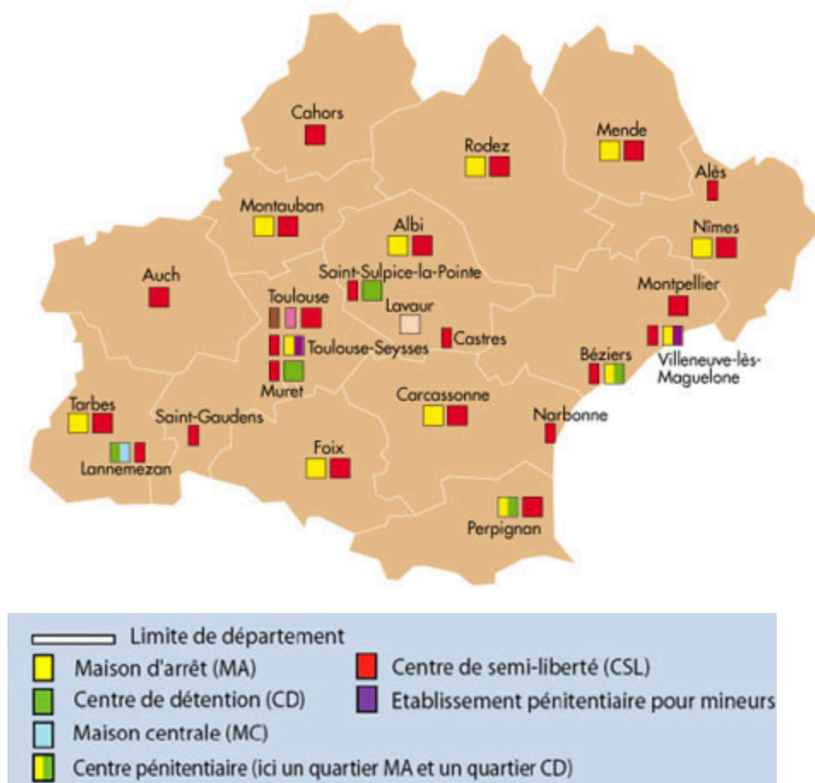 Cahors
Rodez
Mende
Alès
Montauban
Albi
Nîmes
Saint-Sulpice-la-Pointe
Auch
Montpellier
Toulouse
Lavaur
Castres
Toulouse-Seysses
Béziers
Villeneuve-lès-
Maguelone
Muret
Carcassonne
Tarbes
Saint-Gaudens
Narbonne
Foix
Lannemezan
Perpignan
Limite de département
Maison d'arrêt (MA)
Centre de semi-liberté (CSL)
Centre de détention (CD)
Etablissement pénitentiaire pour mineurs
Maison centrale (MC)
Centre pénitentiaire (ici un quartier MA et un quartier CD)